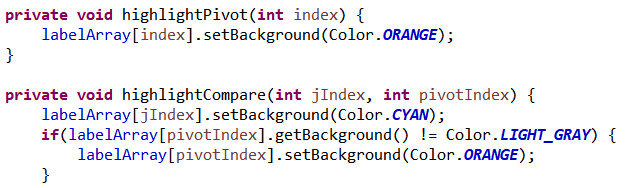 private void highlightPivot(int index) {
    labelArray[index].setBackground(Color.ORANGE);
}
private void highlightCompare(int jIndex, int pivotIndex) {
    labelArray[jIndex].setBackground(Color.CYAN);
    if(labelArray[pivotIndex].getBackground() != Color.LIGHT_GRAY) {
        labelArray[pivotIndex].setBackground(Color.ORANGE);
    }